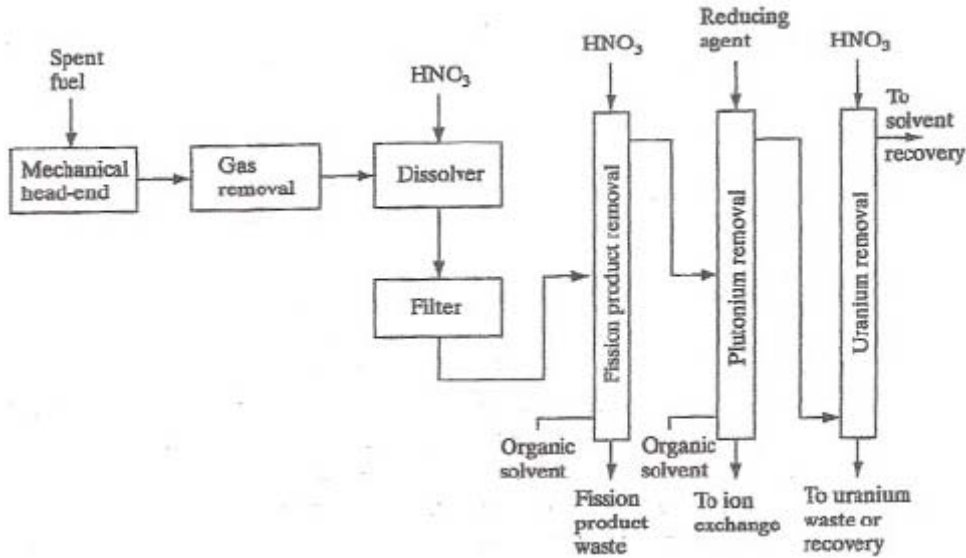 Spent
fuel
Mechanical
head-end
Gas
removal
HNO3
Dissolver
Filter
HNO3
Fission product removal
Organic
solvent
Fission
product
waste
Reducing
agent
Plutonium removal
Organic
solvent
To ion
exchange
HNO3
Uranium removal
To
solvent
recovery
To uranium
waste or
recovery